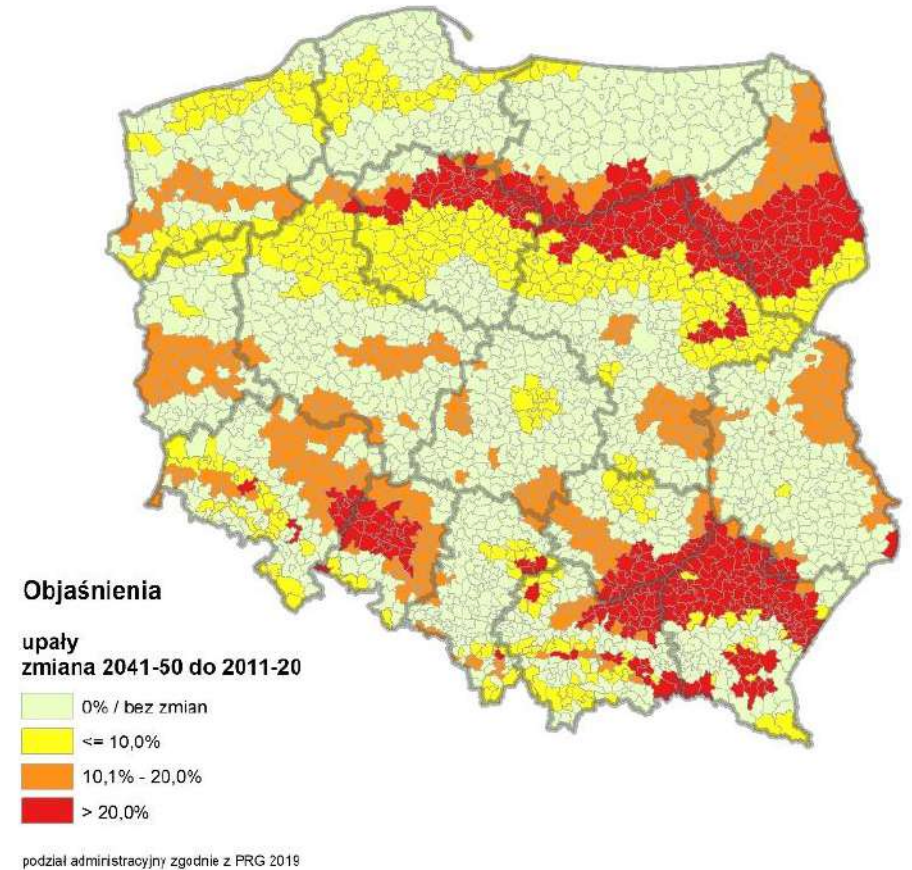 Objaśnienia
upały
zmiana 2041-50 do 2011-20
0% / bez zmian
<= 10,0%
10,1% - 20,0%
> 20.0%
podział administracyjny zgodnie z PRG 2019